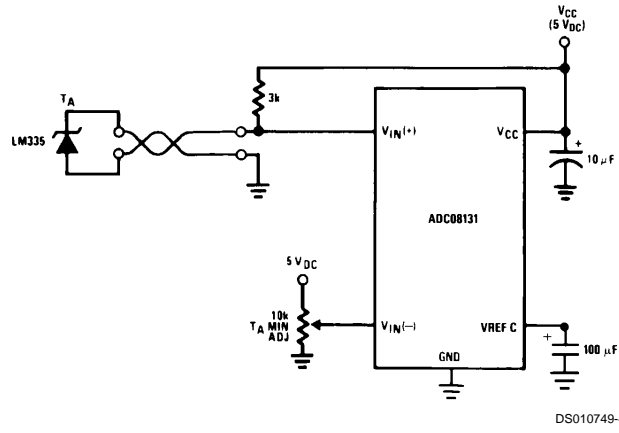 VCC
(5 VDC)
TA
3k
LM335
VIN(+)
VCC
+
10 μF
ADC08131
5 VDC
10k
TA MIN
ADJ
VIN(−)
VREF C
+
100 μF
GND
DS010749-